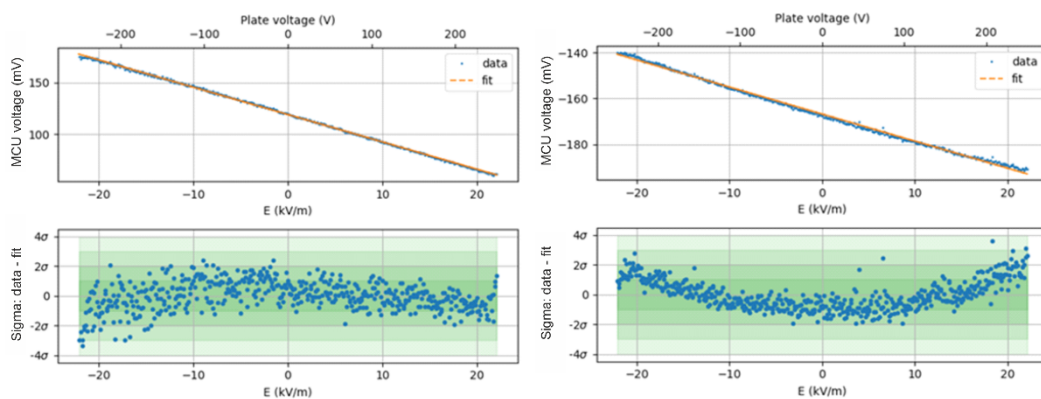 Plate voltage (V)
−200 −100 0 100 200
MCU voltage (mV)
150
100
data
fit
−20 −10 0 10 20
E (kV/m)
Sigma: data - fit
4σ
2σ
0
-2σ
-4σ
−20 −10 0 10 20
E (kV/m)
Plate voltage (V)
−200 −100 0 100 200
MCU voltage (mV)
−140
−160
−180
data
fit
−20 −10 0 10 20
E (kV/m)
Sigma: data - fit
4σ
2σ
0
-2σ
-4σ
−20 −10 0 10 20
E (kV/m)